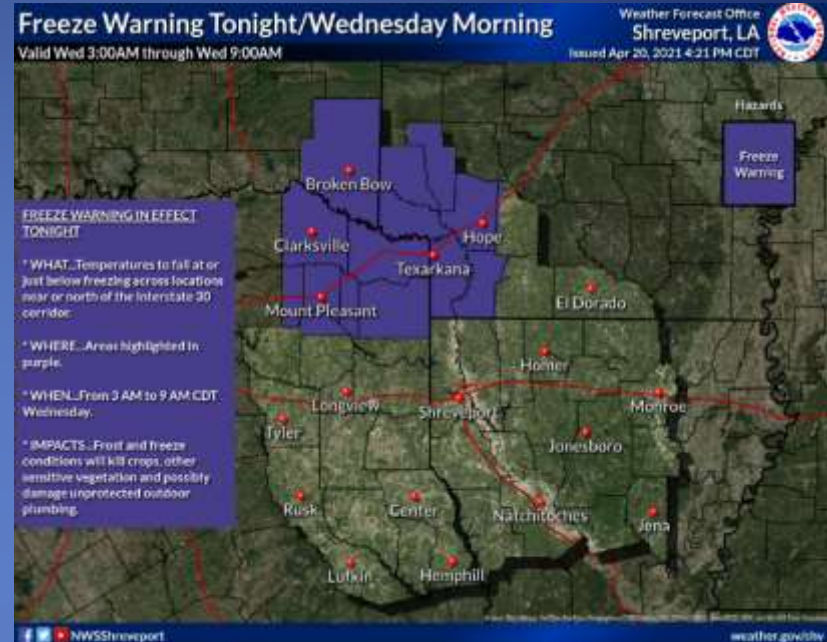 Freeze Warning Tonight/Wednesday Morning
Valid Wed 3:00AM through Wed 9:00AM
Weather Forecast Office
Shreveport, LA
Issued Apr 20, 2021 4:21 PM CDT
Hazards
Freeze
Warning
Broken Bow
Clarksville
Hope
Texarkana
Mount Pleasant
El Dorado
Homer
Longview
Shreveport
Monroe
Tyler
Jonesboro
Rusk
Center
Natchitoches
Jena
Lufkin
Hemphill
FREEZE WARNING IN EFFECT
TONIGHT
* WHAT...Temperatures to fall at or
just below freezing across locations
near or north of the Interstate 30
corridor.
* WHERE...Areas highlighted in
purple.
* WHEN...From 3 AM to 9 AM CDT
Wednesday.
* IMPACTS...Frost and freeze
conditions will kill crops, other
sensitive vegetation and possibly
damage unprotected outdoor
plumbing.
NWSShreveport
weather.gov/shv